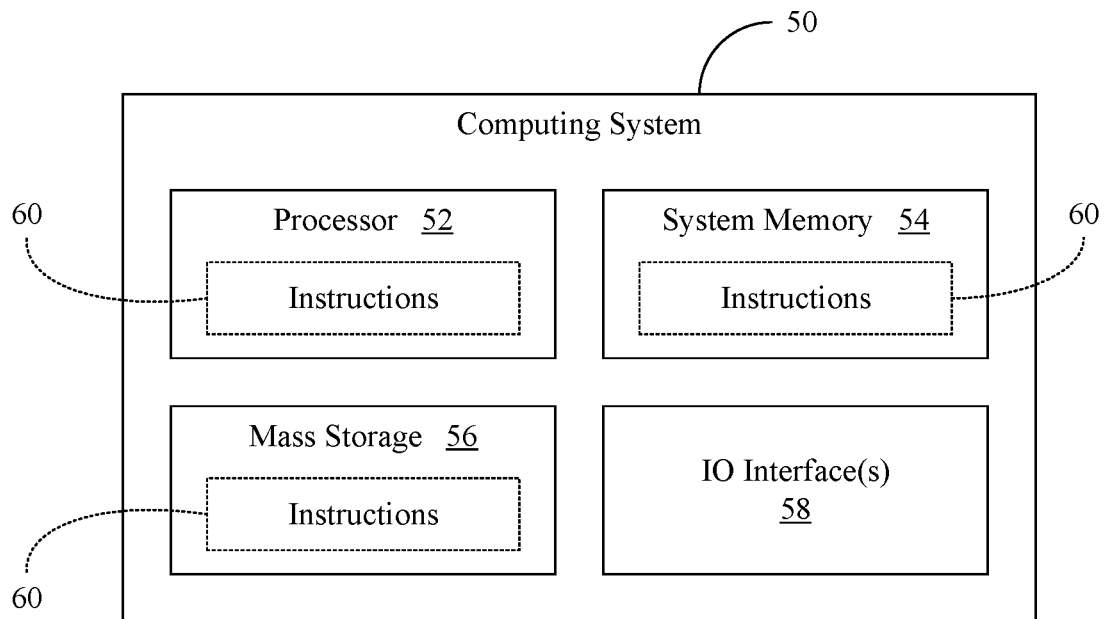 50
Computing System
60
Processor 52
System Memory 54
60
Instructions
Instructions
Mass Storage 56
IO Interface(s)
58
Instructions
60